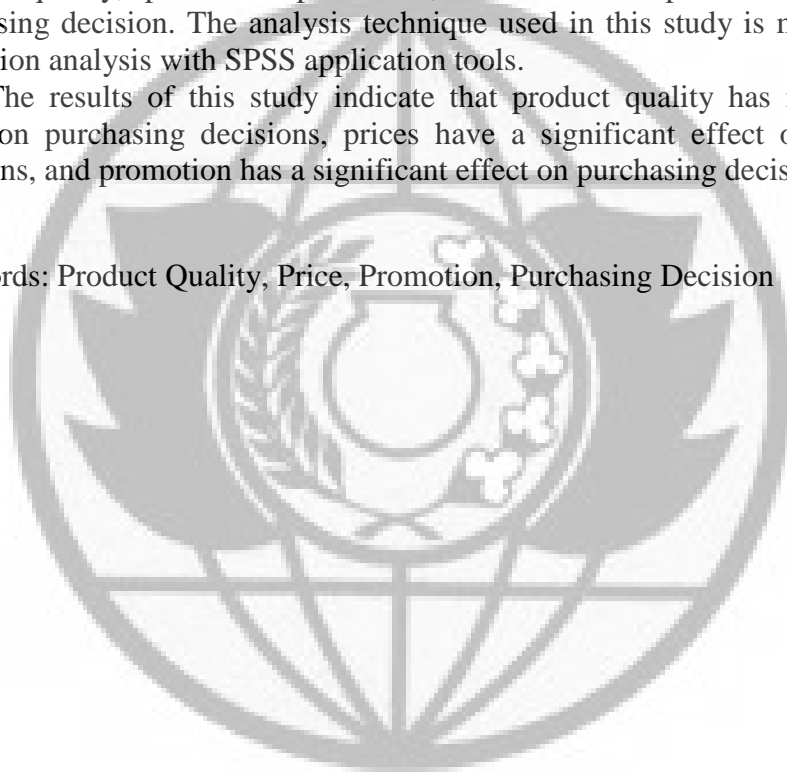 sing decision. The analysis technique used in this study is
ion analysis with SPSS application tools.
The results of this study indicate that product quality has
on purchasing decisions, prices have a significant effect
ns, and promotion has a significant effect on purchasing decis
rds: Product Quality, Price, Promotion, Purchasing Decision